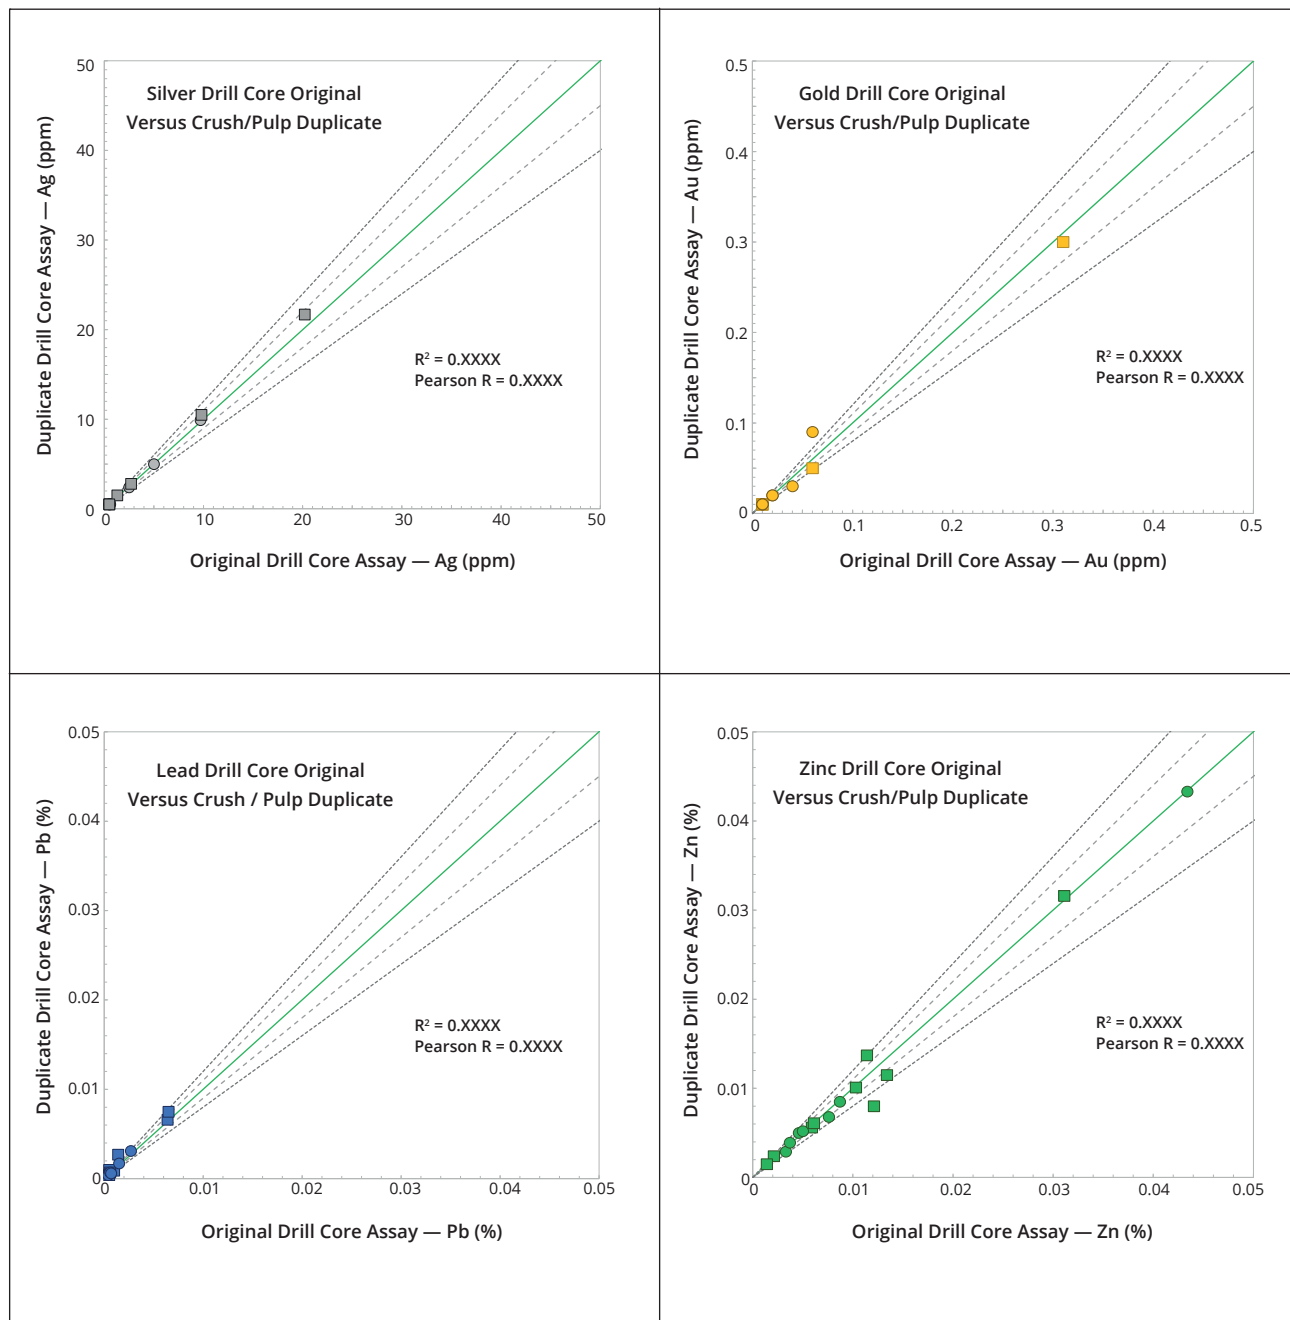 Silver Drill Core Original
Versus Crush/Pulp Duplicate
Duplicate Drill Core Assay — Ag (ppm)
50
40
30
20
10
0
R² = 0.XXXX
Pearson R = 0.XXXX
0 10 20 30 40 50
Original Drill Core Assay — Ag (ppm)
Gold Drill Core Original
Versus Crush/Pulp Duplicate
Duplicate Drill Core Assay — Au (ppm)
0.5
0.4
0.3
0.2
0.1
0
R² = 0.XXXX
Pearson R = 0.XXXX
0 0.1 0.2 0.3 0.4 0.5
Original Drill Core Assay — Au (ppm)
Lead Drill Core Original
Versus Crush / Pulp Duplicate
Duplicate Drill Core Assay — Pb (%)
0.05
0.04
0.03
0.02
0.01
0
R² = 0.XXXX
Pearson R = 0.XXXX
0 0.01 0.02 0.03 0.04 0.05
Original Drill Core Assay — Pb (%)
Zinc Drill Core Original
Versus Crush/Pulp Duplicate
Duplicate Drill Core Assay — Zn (%)
0.05
0.04
0.03
0.02
0.01
0
R² = 0.XXXX
Pearson R = 0.XXXX
0 0.01 0.02 0.03 0.04 0.05
Original Drill Core Assay — Zn (%)